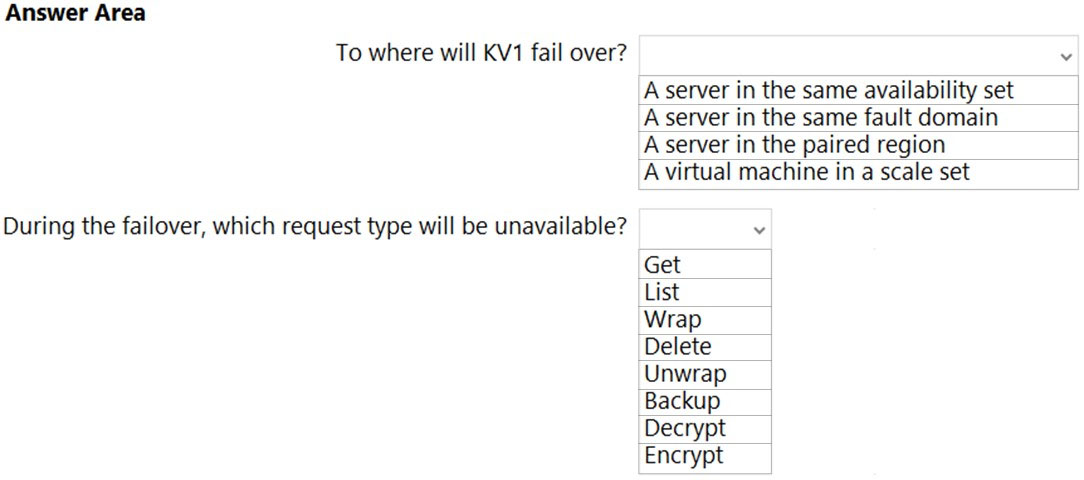 Answer Area
To where will KV1 fail over?
A server in the same availability set
A server in the same fault domain
A server in the paired region
A virtual machine in a scale set
During the failover, which request type will be unavailable?
Get
List
Wrap
Delete
Unwrap
Backup
Decrypt
Encrypt